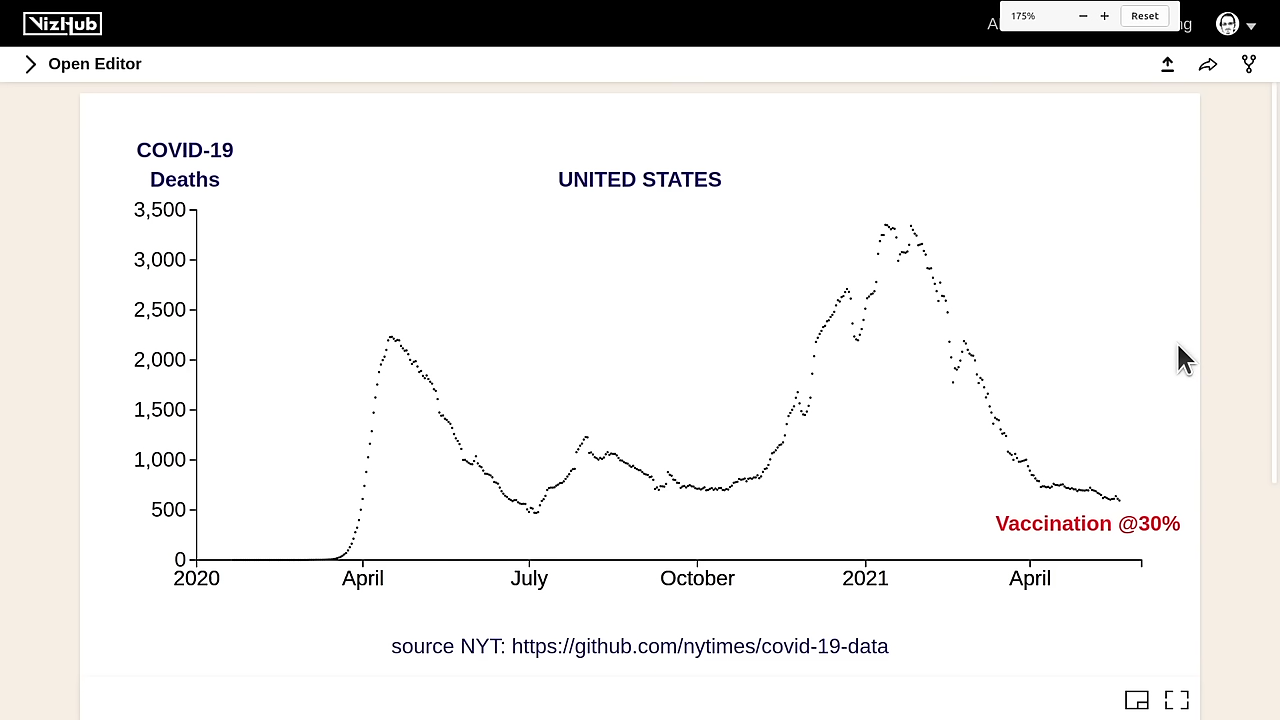 VizHub
175%
Reset
Open Editor
COVID-19
Deaths
UNITED STATES
3,500
3,000
2,500
2,000
1,500
1,000
500
0
Vaccination @30%
2020 April July October 2021 April
source NYT: https://github.com/nytimes/covid-19-data